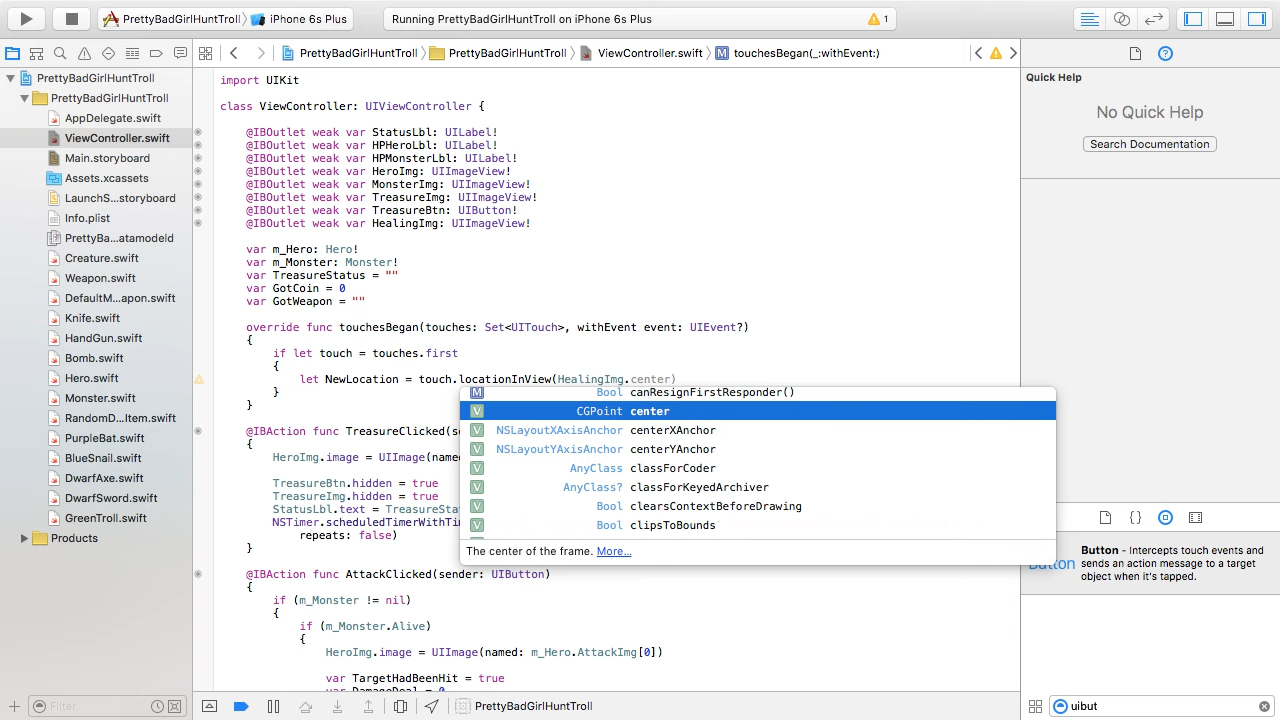 PrettyBadGirlHuntTroll
iPhone 6s Plus
Running PrettyBadGirlHuntTroll on iPhone 6s Plus
1
PrettyBadGirlHuntTroll
PrettyBadGirlHuntTroll
ViewController.swift
touchesBegan(_:withEvent:)
PrettyBadGirlHuntTroll
PrettyBadGirlHuntTroll
AppDelegate.swift
ViewController.swift
Main.storyboard
Assets.xcassets
LaunchS...storyboard
Info.plist
PrettyBa...atamodeld
Creature.swift
Weapon.swift
DefaultM...apon.swift
Knife.swift
HandGun.swift
Bomb.swift
Hero.swift
Monster.swift
RandomD...Item.swift
PurpleBat.swift
BlueSnail.swift
DwarfAxe.swift
DwarfSword.swift
GreenTroll.swift
Products
Filter
import UIKit
class ViewController: UIViewController {
@IBOutlet weak var StatusLbl: UILabel!
@IBOutlet weak var HPHeroLbl: UILabel!
@IBOutlet weak var HPMonsterLbl: UILabel!
@IBOutlet weak var HeroImg: UIImageView!
@IBOutlet weak var MonsterImg: UIImageView!
@IBOutlet weak var TreasureImg: UIImageView!
@IBOutlet weak var TreasureBtn: UIButton!
@IBOutlet weak var HealingImg: UIImageView!
var m_Hero: Hero!
var m_Monster: Monster!
var TreasureStatus = ""
var GotCoin = 0
var GotWeapon = ""
override func touchesBegan(touches: Set<UITouch>, withEvent event: UIEvent?)
{
if let touch = touches.first
{
let NewLocation = touch.locationInView(HealingImg.center)
}
}
Bool canResignFirstResponder()
CGPoint center
NSLayoutXAxisAnchor centerXAnchor
NSLayoutYAxisAnchor centerYAnchor
AnyClass classForCoder
AnyClass? classForKeyedArchiver
Bool clearsContextBeforeDrawing
Bool clipsToBounds
The center of the frame. More...
@IBAction func TreasureClicked(se
{
HeroImg.image = UIImage(named
TreasureBtn.hidden = true
TreasureImg.hidden = true
StatusLbl.text = TreasureSta
NSTimer.scheduledTimerWithTim
repeats: false)
}
@IBAction func AttackClicked(sender: UIButton)
{
if (m_Monster != nil)
{
if (m_Monster.Alive)
{
HeroImg.image = UIImage(named: m_Hero.AttackImg[0])
var TargetHadBeenHit = true
var DamageDeal = 0
PrettyBadGirlHuntTroll
Quick Help
No Quick Help
Search Documentation
Button
Button - Intercepts touch events and
sends an action message to a target
object when it's tapped.
uibut